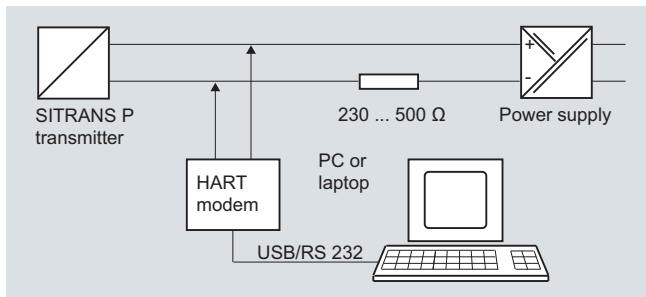 +
-
SITRANS P
transmitter
230 ... 500 Ω
Power supply
HART
modem
PC or
laptop
USB/RS 232